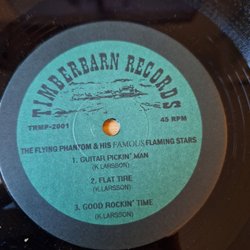 TIMBERBARN RECORDS
TRMP-2001
45 RPM
THE FLYING PHANTOM & HIS FAMOUS FLAMING STARS
1. GUITAR PICKIN' MAN
(K.LARSSON)
2. FLAT TIRE
(K.LARSSON)
3. GOOD ROCKIN' TIME
(K.LARSSON)